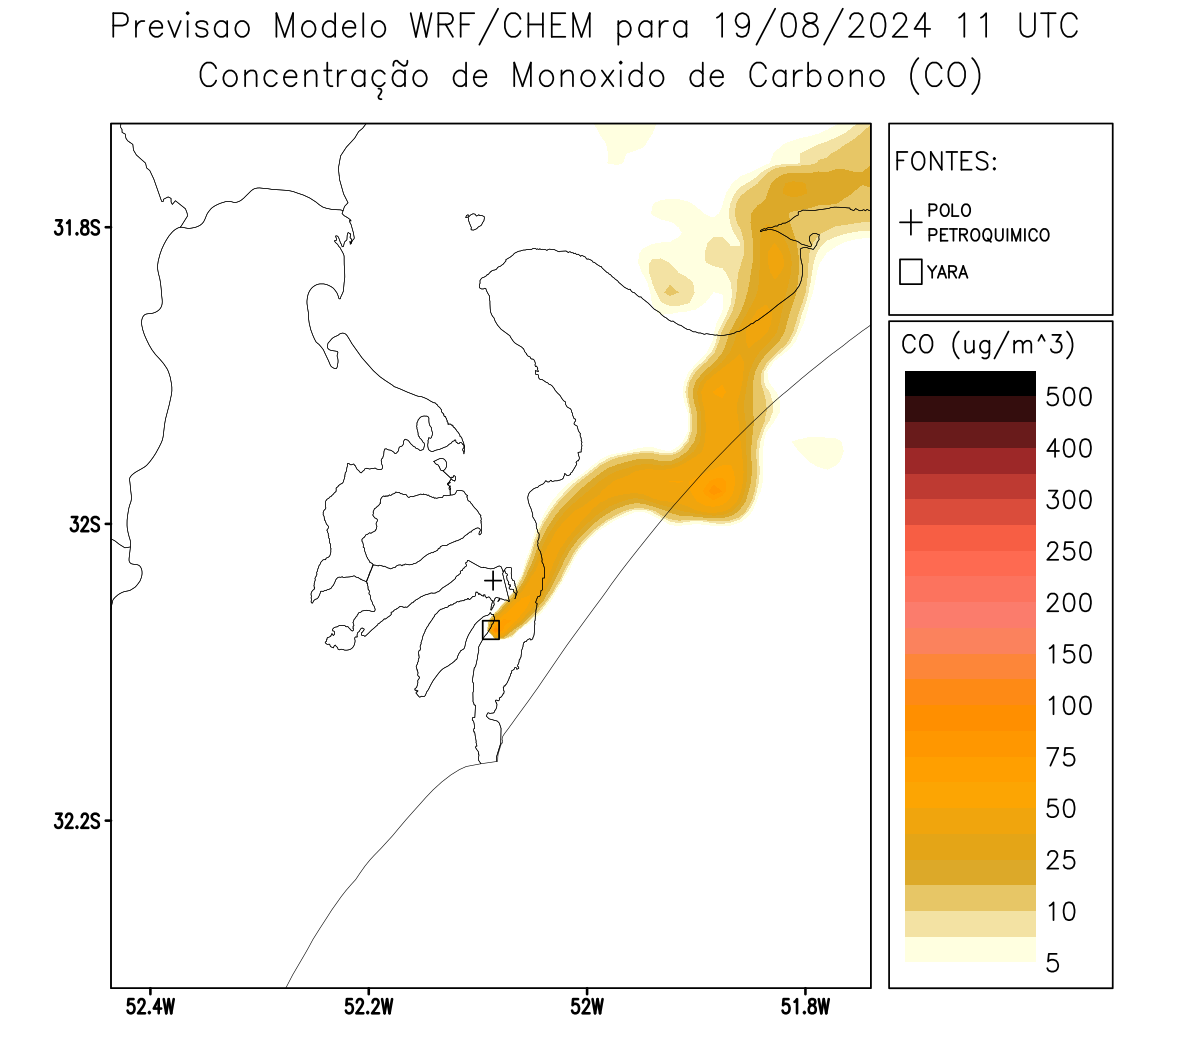 Previsao Modelo WRF/CHEM para 19/08/2024 11 UTC
Concentração de Monoxido de Carbono (CO)
FONTES:
POLO
PETROQUIMICO
YARA
CO (ug/m^3)
500
400
300
250
200
150
100
75
50
25
10
5
31.8S
32S
32.2S
52.4W
52.2W
52W
51.8W